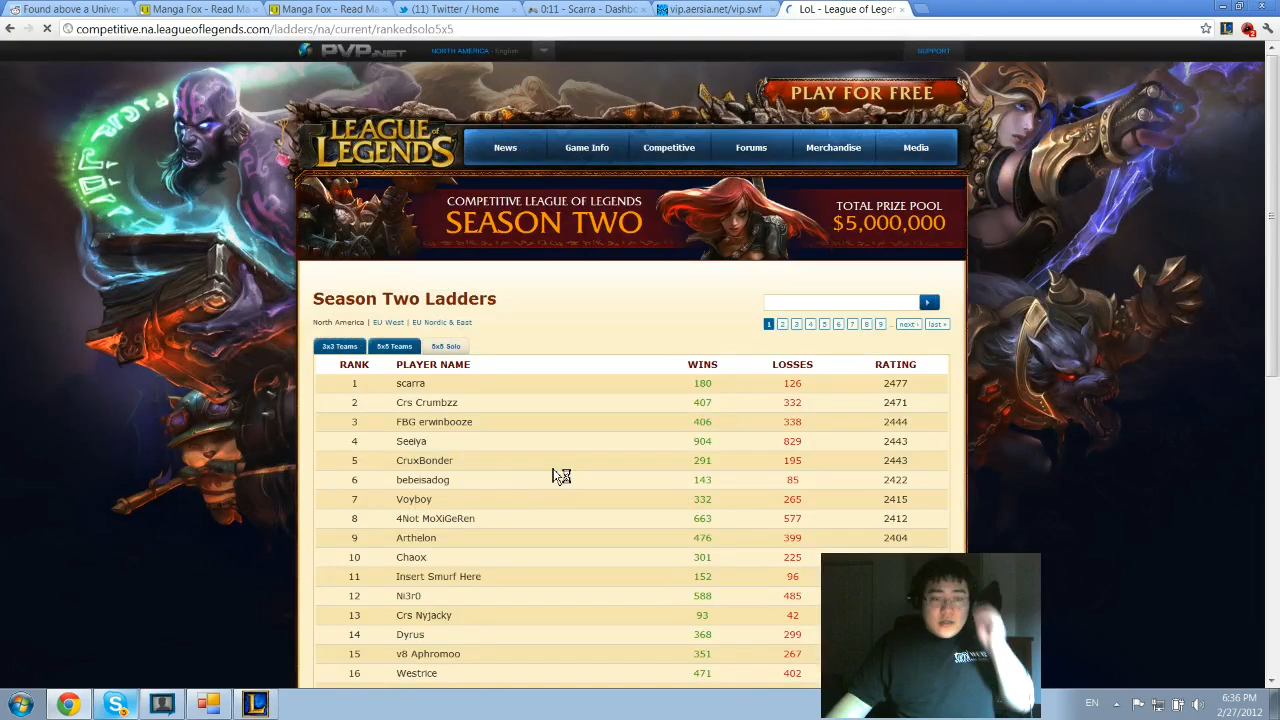 Found above a Univer
Manga Fox - Read Ma
Manga Fox - Read Ma
(11) Twitter / Home
0:11 - Scarra - Dashbo
vip.aersia.net/vip.swf
LoL - League of Leger
competitive.na.leagueoflegends.com/ladders/na/current/rankedsolo5x5
PVP.NET
NORTH AMERICA - English
SUPPORT
PLAY FOR FREE
LEAGUE of LEGENDS
News Game Info Competitive Forums Merchandise Media
COMPETITIVE LEAGUE OF LEGENDS
SEASON TWO
TOTAL PRIZE POOL
$5,000,000
Season Two Ladders
North America | EU West | EU Nordic & East
1 2 3 4 5 6 7 8 9 .. next › last »
3x3 Teams 5x5 Teams 5x5 Solo
RANK PLAYER NAME WINS LOSSES RATING
1 scarra 180 126 2477
2 Crs Crumbzz 407 332 2471
3 FBG erwinbooze 406 338 2444
4 Seeiya 904 829 2443
5 CruxBonder 291 195 2443
6 bebeisadog 143 85 2422
7 Voyboy 332 265 2415
8 4Not MoXiGeRen 663 577 2412
9 Arthelon 476 399 2404
10 Chaox 301 225
11 Insert Smurf Here 152 96
12 Ni3r0 588 485
13 Crs Nyjacky 93 42
14 Dyrus 368 299
15 v8 Aphromoo 351 267
16 Westrice 471 402
EN
6:36 PM
2/27/2012